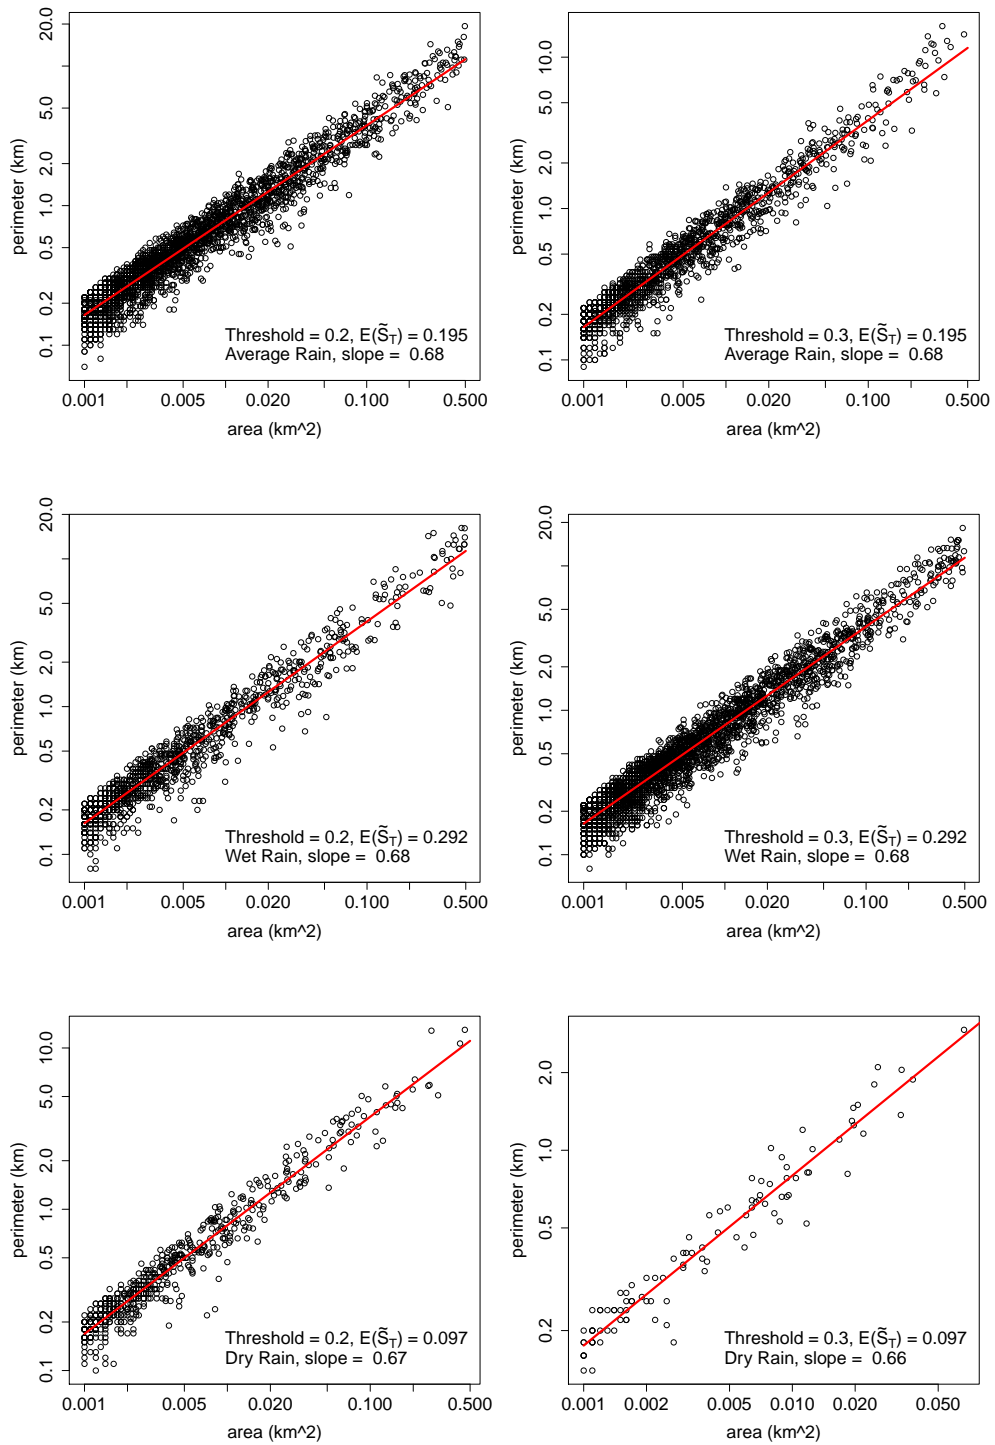 20.0
5.0
2.0
1.0
0.5
0.2
0.1
perimeter (km)
Threshold = 0.2, E(S̃_T) = 0.195
Average Rain, slope = 0.68
0.001 0.005 0.020 0.100 0.500
area (km^2)
10.0
5.0
2.0
1.0
0.5
0.2
0.1
perimeter (km)
Threshold = 0.3, E(S̃_T) = 0.195
Average Rain, slope = 0.68
0.001 0.005 0.020 0.100 0.500
area (km^2)
20.0
5.0
2.0
1.0
0.5
0.2
0.1
perimeter (km)
Threshold = 0.2, E(S̃_T) = 0.292
Wet Rain, slope = 0.68
0.001 0.005 0.020 0.100 0.500
area (km^2)
20.0
5.0
2.0
1.0
0.5
0.2
0.1
perimeter (km)
Threshold = 0.3, E(S̃_T) = 0.292
Wet Rain, slope = 0.68
0.001 0.005 0.020 0.100 0.500
area (km^2)
10.0
5.0
2.0
1.0
0.5
0.2
0.1
perimeter (km)
Threshold = 0.2, E(S̃_T) = 0.097
Dry Rain, slope = 0.67
0.001 0.005 0.020 0.100 0.500
area (km^2)
2.0
1.0
0.5
0.2
perimeter (km)
Threshold = 0.3, E(S̃_T) = 0.097
Dry Rain, slope = 0.66
0.001 0.002 0.005 0.010 0.020 0.050
area (km^2)